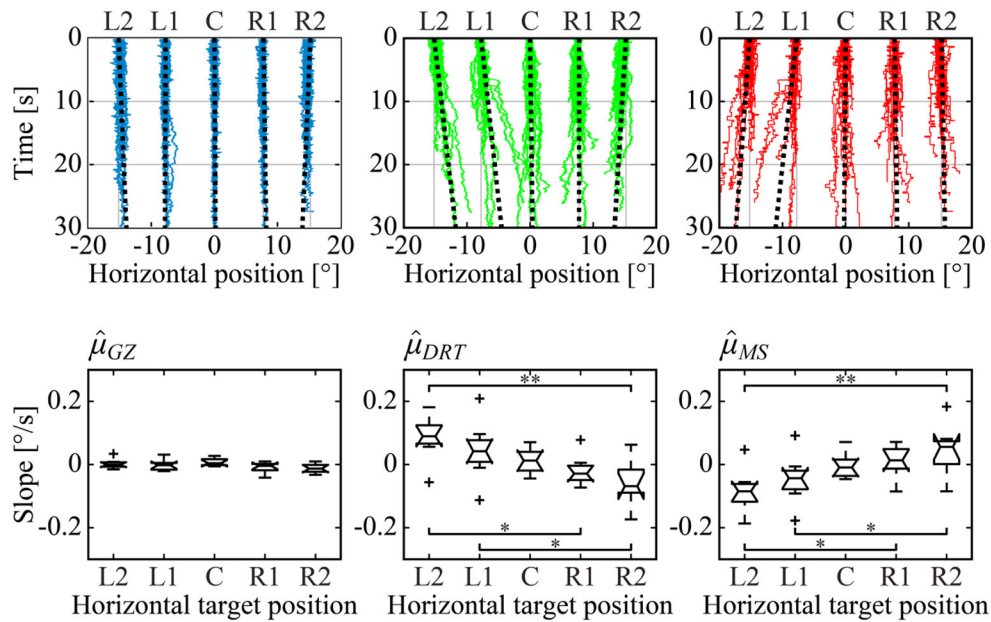 L2 L1 C R1 R2
L2 L1 C R1 R2
L2 L1 C R1 R2
Time [s]
0
10
20
30
-20 -10 0 10 20
Horizontal position [°]
0
10
20
30
-20 -10 0 10 20
Horizontal position [°]
0
10
20
30
-20 -10 0 10 20
Horizontal position [°]
μ̂GZ
Slope [°/s]
0.2
0
-0.2
L2 L1 C R1 R2
Horizontal target position
μ̂DRT
**
0.2
0
-0.2
*
*
L2 L1 C R1 R2
Horizontal target position
μ̂MS
**
0.2
0
-0.2
*
*
L2 L1 C R1 R2
Horizontal target position